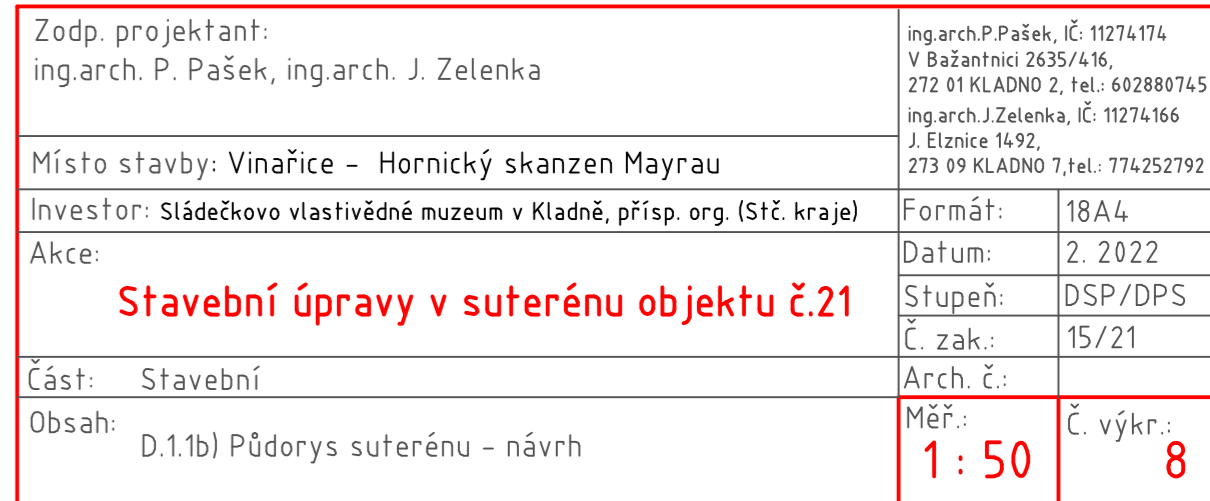 Zodp. projektant:
ing.arch. P. Pašek, ing.arch. J. Zelenka
ing.arch.P.Pašek, IČ: 11274174
V Bažantnici 2635/416,
272 01 KLADNO 2, tel.: 602880745
ing.arch.J.Zelenka, IČ: 11274166
J. Elznice 1492,
273 09 KLADNO 7,tel.: 774252792
Místo stavby: Vinařice - Hornický skanzen Mayrau
Investor: Sládečkovo vlastivědné muzeum v Kladně, přísp. org. (Stč. kraje)
Formát: 18A4
Akce:
Stavební úpravy v suterénu objektu č.21
Datum: 2. 2022
Stupeň: DSP/DPS
Č. zak.: 15/21
Část: Stavební
Arch. č.:
Obsah:
D.1.1b) Půdorys suterénu - návrh
Měř.:
1 : 50
Č. výkr.:
8